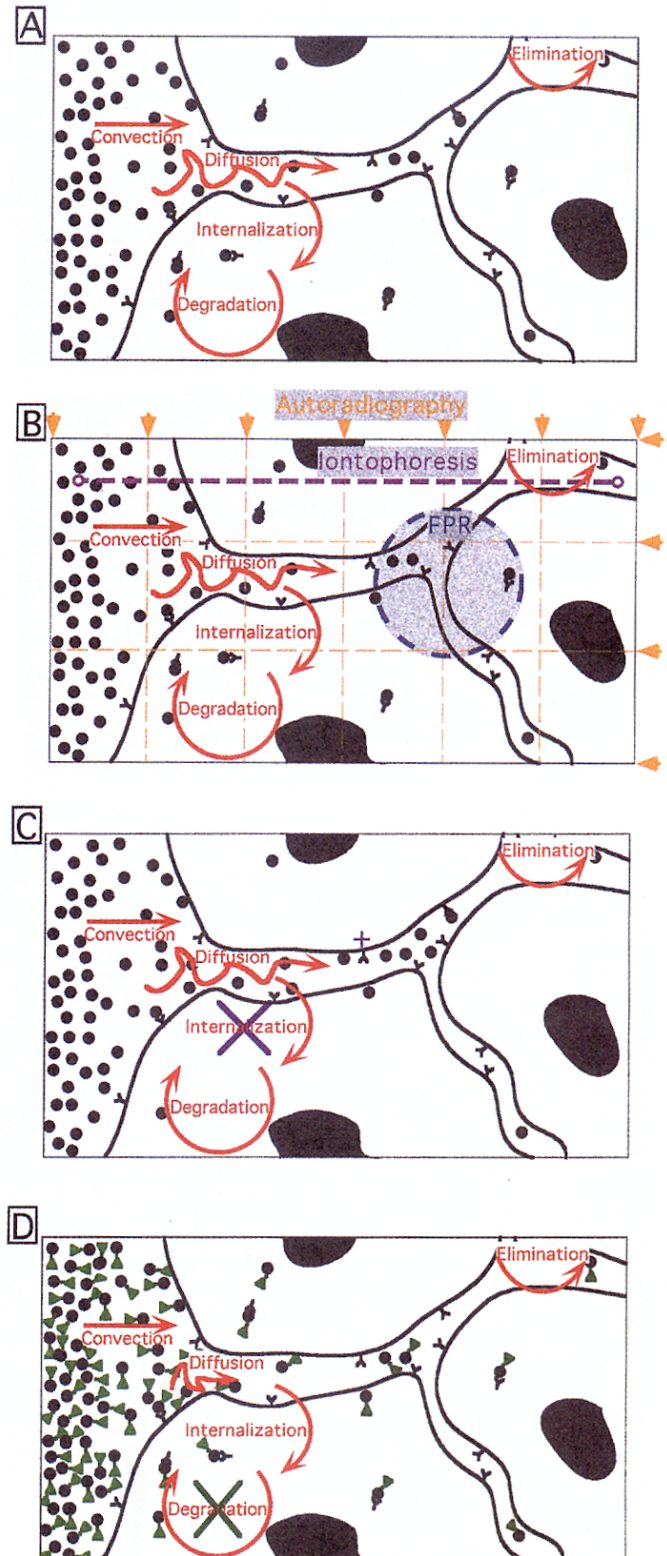 A
Elimination
Convection
Diffusion
Internalization
Degradation
B
Autoradiography
Iontophoresis
Elimination
FPR
Convection
Diffusion
Internalization
Degradation
C
Elimination
Convection
Diffusion
Internalization
Degradation
D
Elimination
Convection
Diffusion
Internalization
Degradation